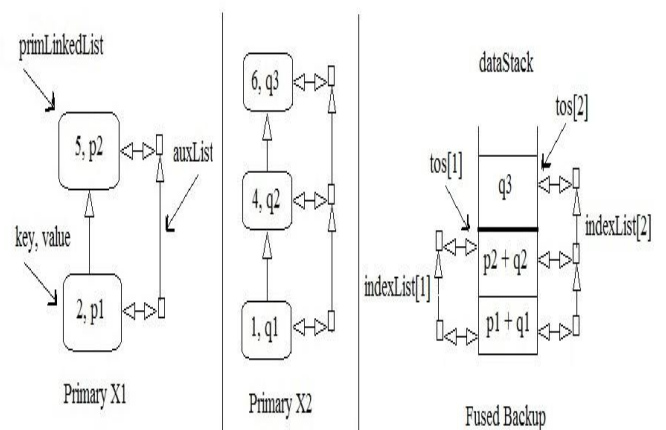 primLinkedList
5, p2
auxList
key, value
2, p1
Primary X1
6, q3
4, q2
1, q1
Primary X2
dataStack
tos[2]
tos[1]
q3
indexList[2]
p2 + q2
indexList[1]
p1 + q1
Fused Backup